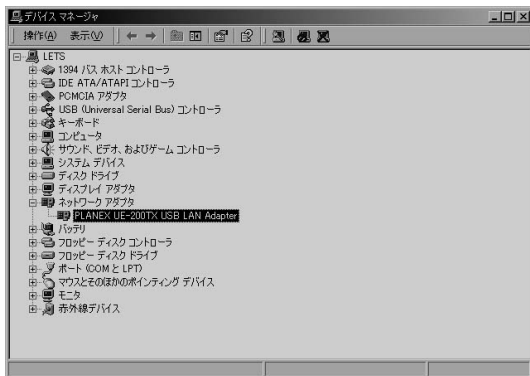 デバイス マネージャ
操作(A) 表示(V)
LETS
1394 バス ホスト コントローラ
IDE ATA/ATAPI コントローラ
PCMCIA アダプタ
USB (Universal Serial Bus) コントローラ
キーボード
コンピュータ
サウンド、ビデオ、およびゲーム コントローラ
システム デバイス
ディスク ドライブ
ディスプレイ アダプタ
ネットワーク アダプタ
PLANEX UE-200TX USB LAN Adapter
バッテリ
フロッピー ディスク コントローラ
フロッピー ディスク ドライブ
ポート (COM と LPT)
マウスとそのほかのポインティング デバイス
モニタ
赤外線デバイス